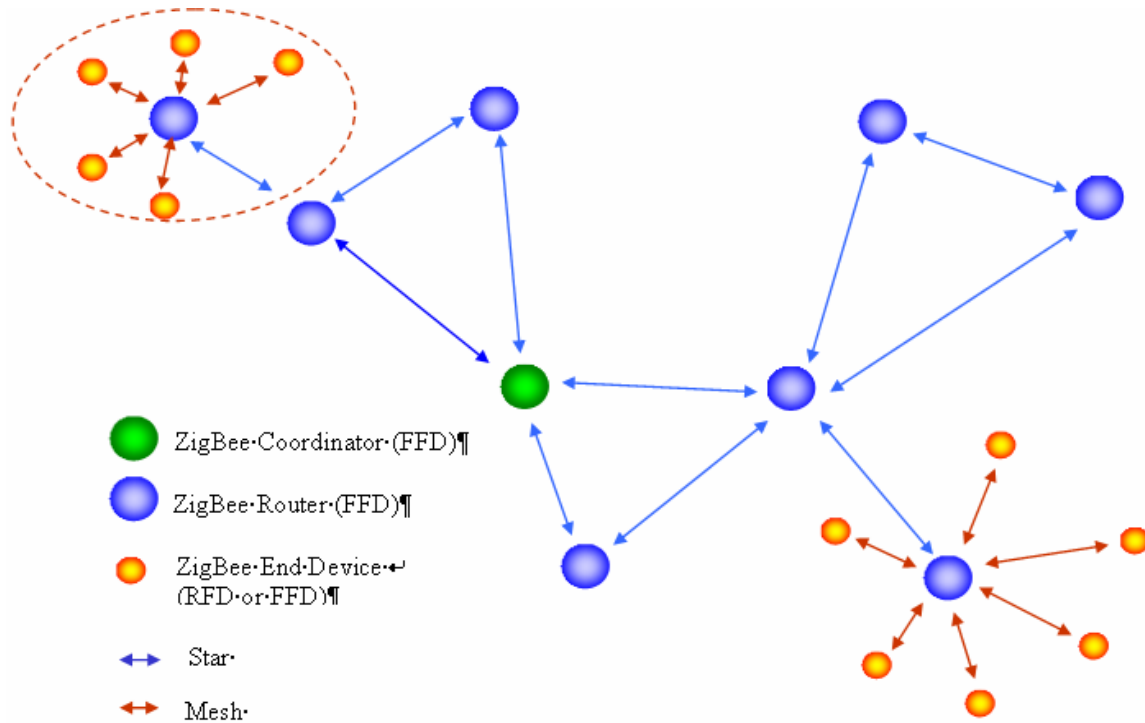 ZigBee·Coordinator·(FFD)¶
ZigBee·Router·(FFD)¶
ZigBee·End·Device·↵
(RFD·or·FFD)¶
Star·
Mesh·